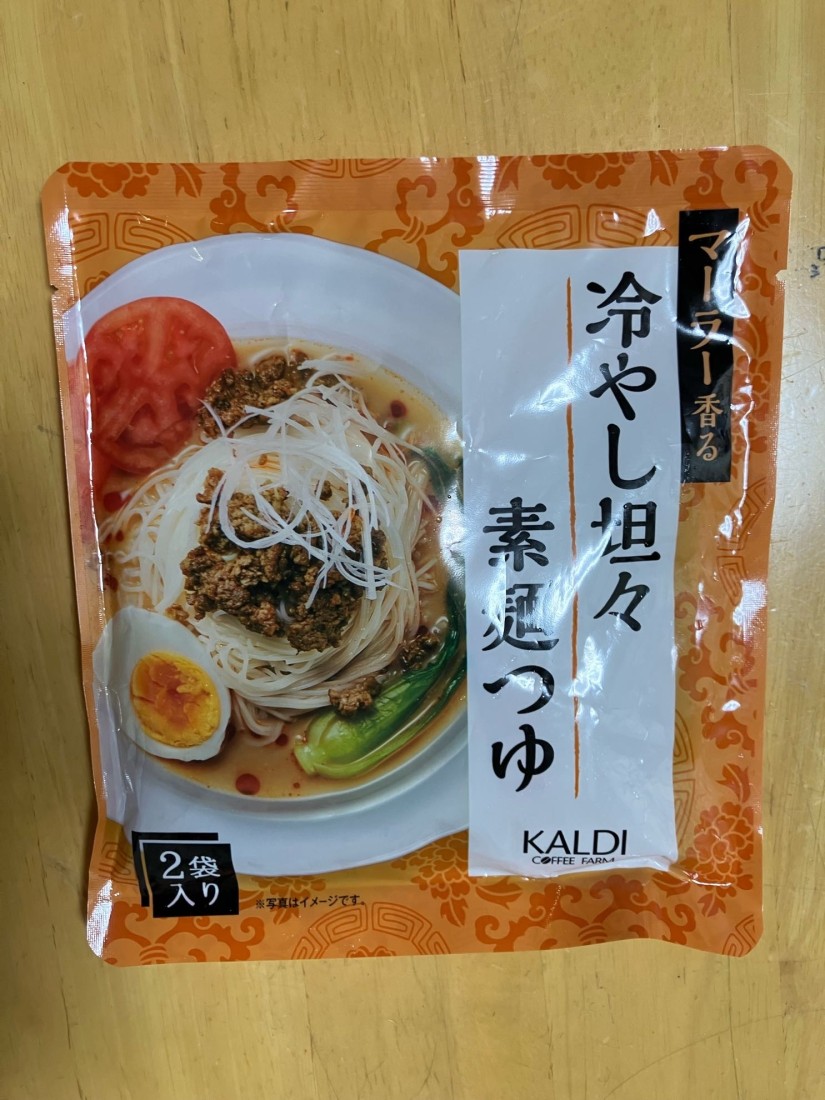 マーラー香る
冷やし坦々
素麺つゆ
KALDI
COFFEE FARM
2袋
入り
※写真はイメージです。